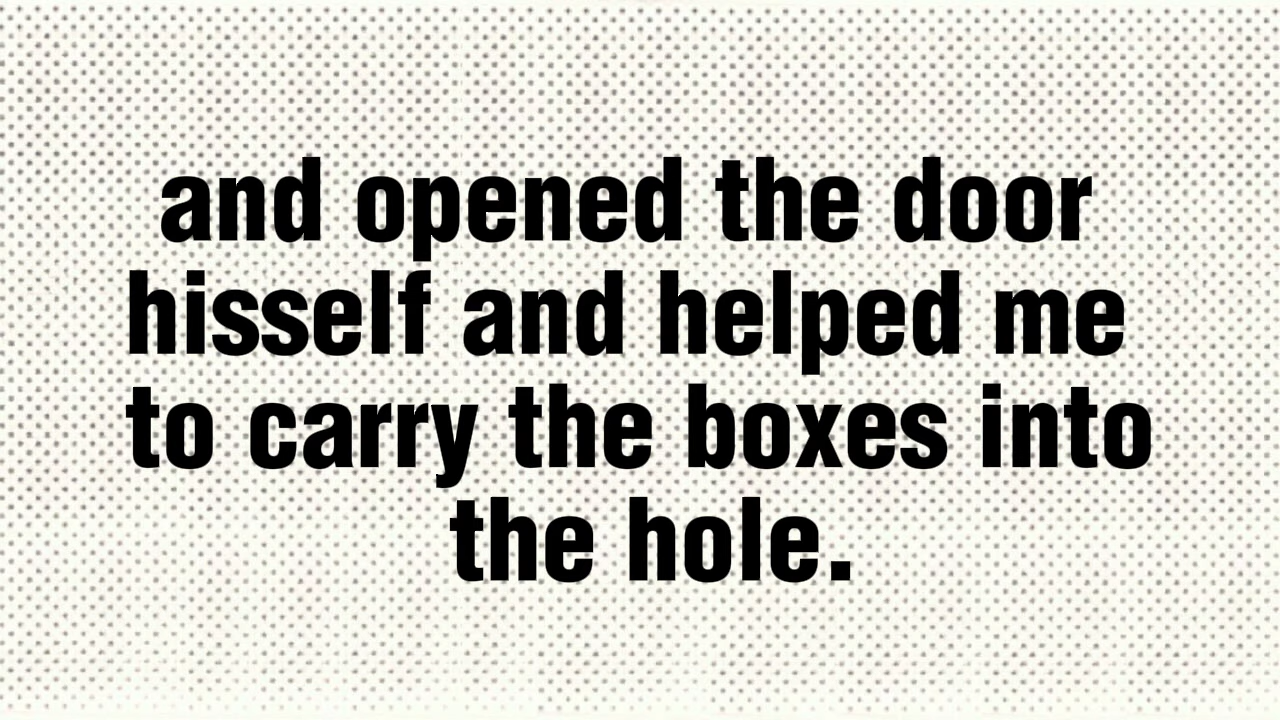 and opened the door
hisself and helped me
to carry the boxes into
the hole.